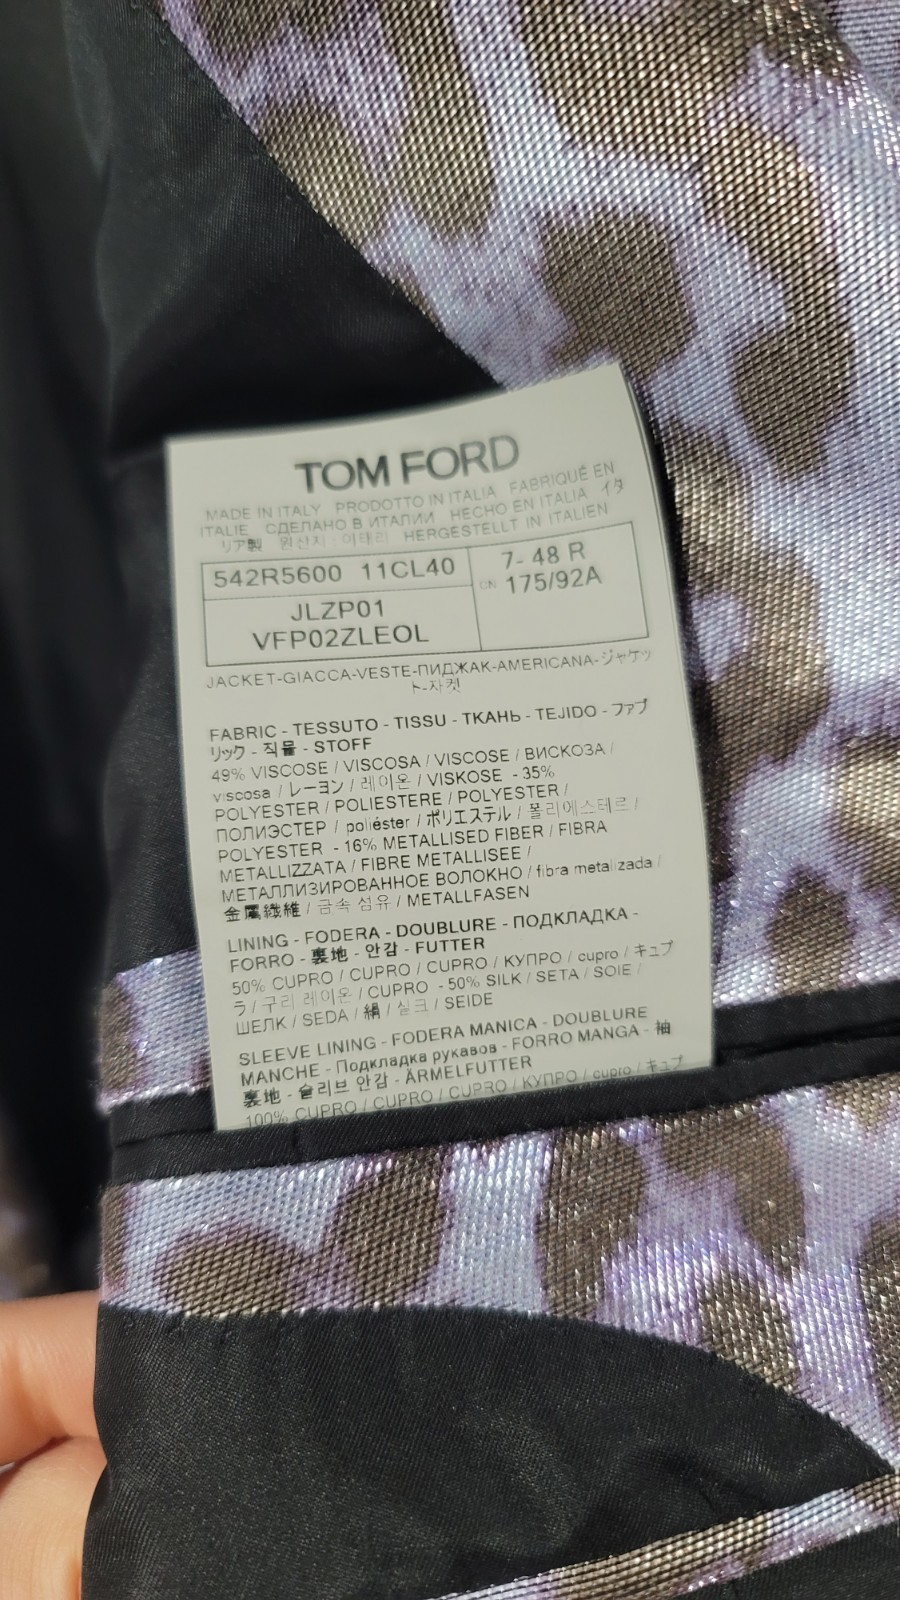 TOM FORD
MADE IN ITALY PRODOTTO IN ITALIA FABRIQUÉ EN
ITALIE СДЕЛАНО В ИТАЛИИ HECHO EN ITALIA イタ
リア製 원산지 · 이태리 HERGESTELLT IN ITALIEN
542R5600 11CL40
7- 48 R
CN 175/92A
JLZP01
VFP02ZLEOL
JACKET-GIACCA-VESTE-ПИДЖАК-AMERICANA-ジャケッ
ト-자켓
FABRIC - TESSUTO - TISSU - ТКАНЬ - TEJIDO - ファブ
リック - 직물 - STOFF
49% VISCOSE / VISCOSA / VISCOSE / ВИСКОЗА /
viscosa / レーヨン / 레이온 / VISKOSE - 35%
POLYESTER / POLIESTERE / POLYESTER /
ПОЛИЭСТЕР / poliéster / ポリエステル / 폴리에스테르 /
POLYESTER - 16% METALLISED FIBER / FIBRA
METALLIZZATA / FIBRE METALLISEE /
МЕТАЛЛИЗИРОВАННОЕ ВОЛОКНО / fibra metalizada /
金属繊維 / 금속 섬유 / METALLFASEN
LINING - FODERA - DOUBLURE - ПОДКЛАДКА -
FORRO - 裏地 - 안감 - FUTTER
50% CUPRO / CUPRO / CUPRO / КУПРО / cupro / キュプ
ラ / 구리 레이온 / CUPRO - 50% SILK / SETA / SOIE /
ШЕЛК / SEDA / 絹 / 실크 / SEIDE
SLEEVE LINING - FODERA MANICA - DOUBLURE
MANCHE - Подкладка рукавов - FORRO MANGA - 袖
裏地 - 슬리브 안감 - ÄRMELFUTTER
100% CUPRO / CUPRO / CUPRO / КУПРО / cupro / キュプ